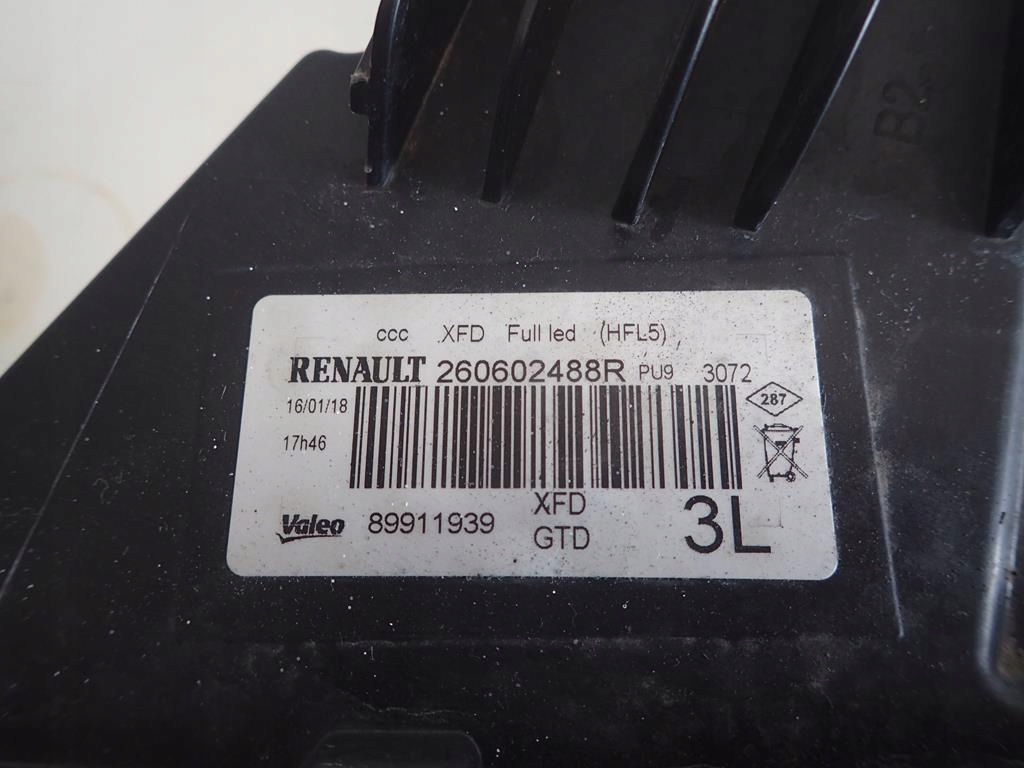 B2
ccc XFD Full led (HFL5)
RENAULT 260602488R PU9 3072
16/01/18
287
17h46
XFD
Valeo 89911939
GTD
3L